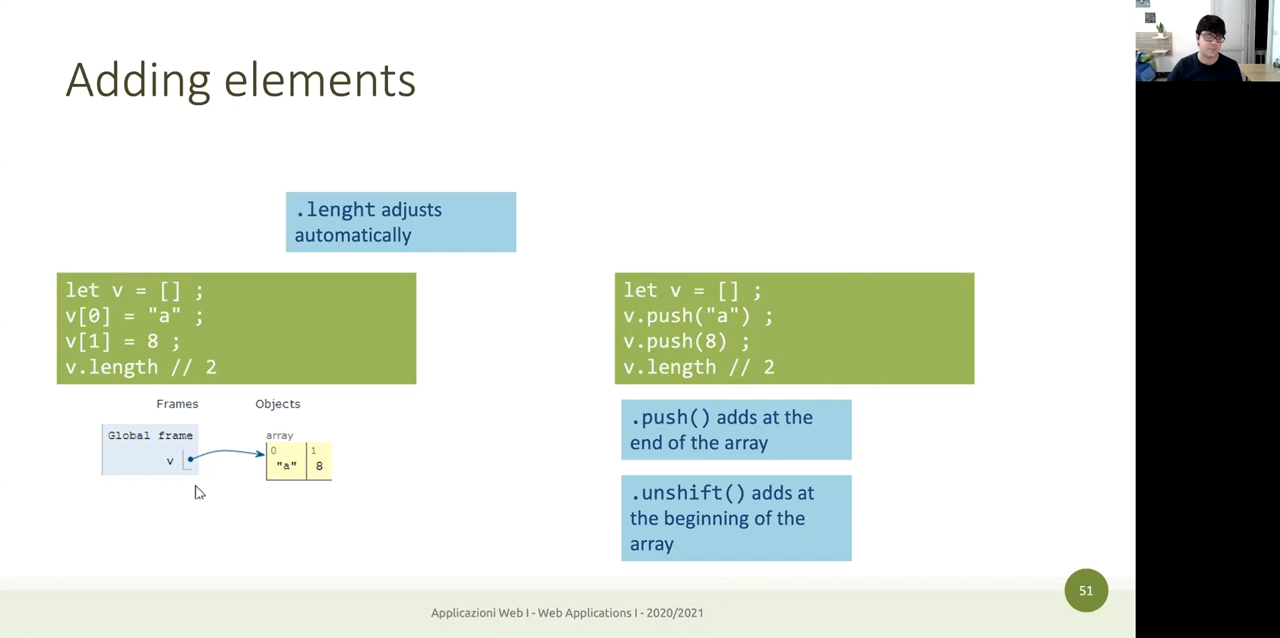 Adding elements
.lenght adjusts
automatically
let v = [] ;
v[0] = "a" ;
v[1] = 8 ;
v.length // 2
Frames
Objects
Global frame
v
array
0
1
"a"
8
let v = [] ;
v.push("a") ;
v.push(8) ;
v.length // 2
.push() adds at the
end of the array
.unshift() adds at
the beginning of the
array
51
Applicazioni Web I - Web Applications I - 2020/2021